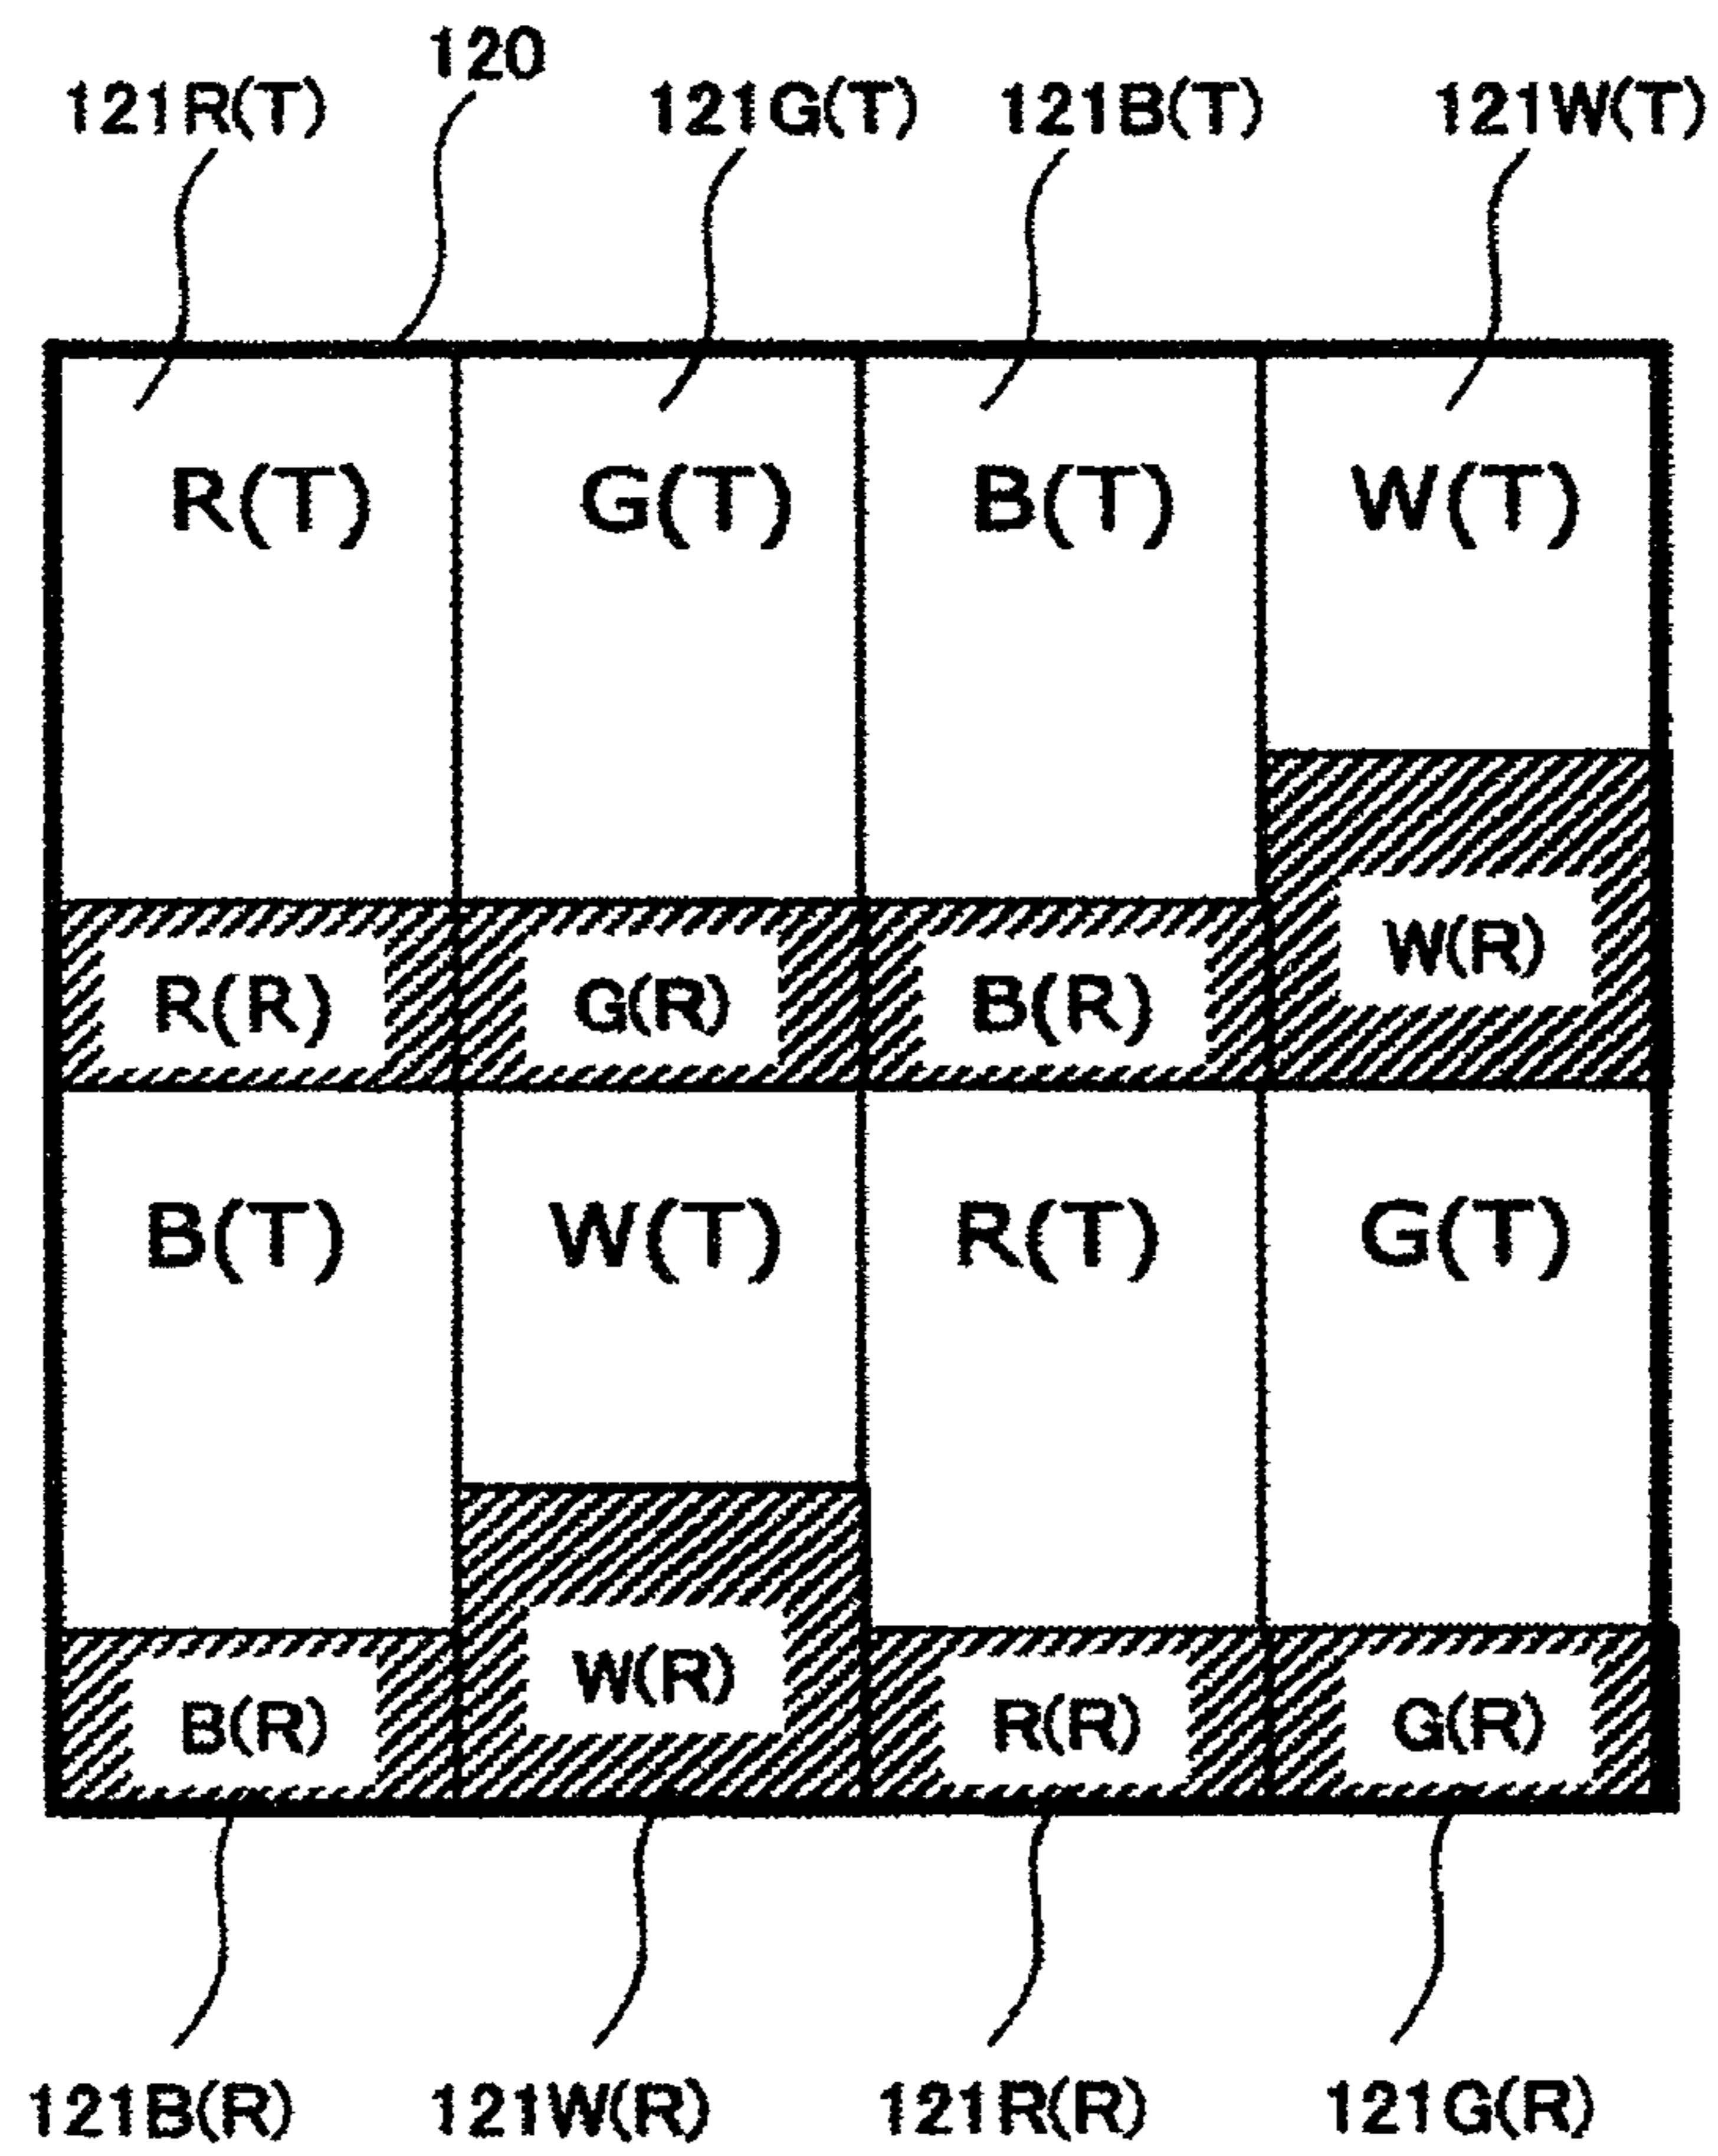 120
121R(T) 121G(T) 121B(T) 121W(T)
R(T) G(T) B(T) W(T)
W(R)
R(R) G(R) B(R)
B(T) W(T) R(T) G(T)
W(R)
B(R) R(R) G(R)
121B(R) 121W(R) 121R(R) 121G(R)